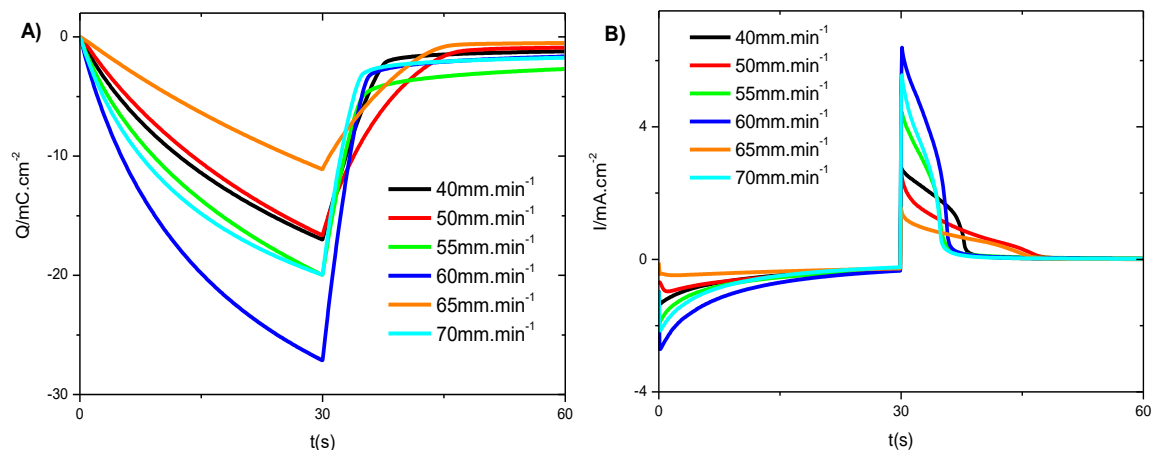 A)
0
-10
-20
-30
Q/mC.cm⁻²
0
30
60
t(s)
40mm.min⁻¹
50mm.min⁻¹
55mm.min⁻¹
60mm.min⁻¹
65mm.min⁻¹
70mm.min⁻¹
B)
4
0
-4
I/mA.cm⁻²
0
30
60
t(s)
40mm.min⁻¹
50mm.min⁻¹
55mm.min⁻¹
60mm.min⁻¹
65mm.min⁻¹
70mm.min⁻¹